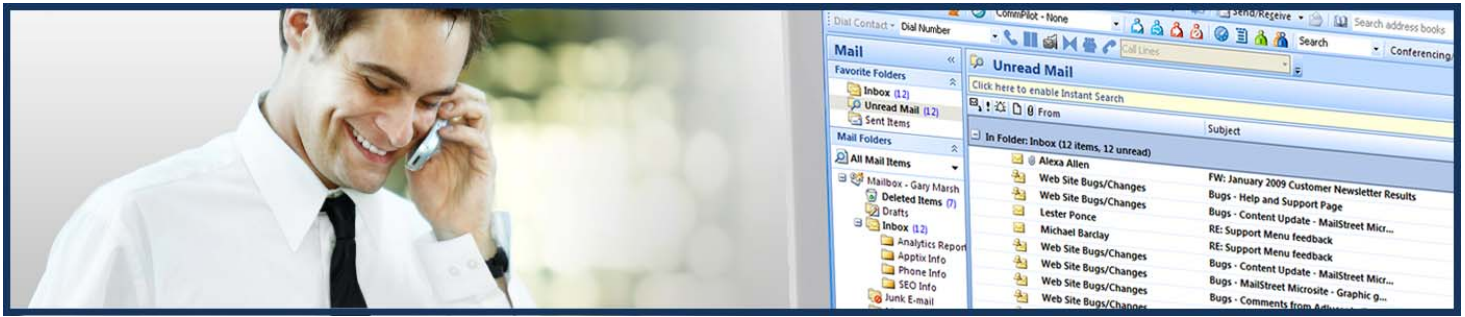 CommPilot - None
Send/Receive
Search address books
Dial Contact
Dial Number
Call Lines
Search
Conferencing/
Mail
Favorite Folders
Inbox (12)
Unread Mail (12)
Sent Items
Mail Folders
All Mail Items
Mailbox - Gary Marsh
Deleted Items (7)
Drafts
Inbox (12)
Analytics Report
Apptix Info
Phone Info
SEO Info
Junk E-mail
Unread Mail
Click here to enable Instant Search
From Subject
In Folder: Inbox (12 items, 12 unread)
Alexa Allen FW: January 2009 Customer Newsletter Results
Web Site Bugs/Changes Bugs - Help and Support Page
Web Site Bugs/Changes Bugs - Content Update - MailStreet Micr...
Lester Ponce RE: Support Menu feedback
Michael Barclay RE: Support Menu feedback
Web Site Bugs/Changes Bugs - Content Update - MailStreet Micr...
Web Site Bugs/Changes Bugs - MailStreet Microsite - Graphic g...
Web Site Bugs/Changes Bugs - Comments from
Web Site Bugs/Changes